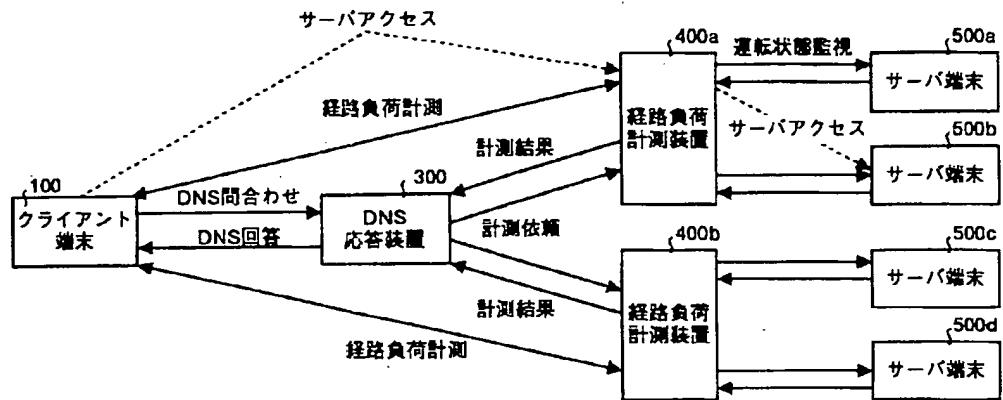 サーバアクセス
400a
運転状態監視
500a
サーバ端末
経路負荷計測
経路負荷
計測装置
サーバアクセス
500b
サーバ端末
計測結果
100
クライアント
端末
DNS問合わせ
DNS回答
300
DNS
応答装置
計測依頼
400b
経路負荷
計測装置
500c
サーバ端末
計測結果
経路負荷計測
500d
サーバ端末